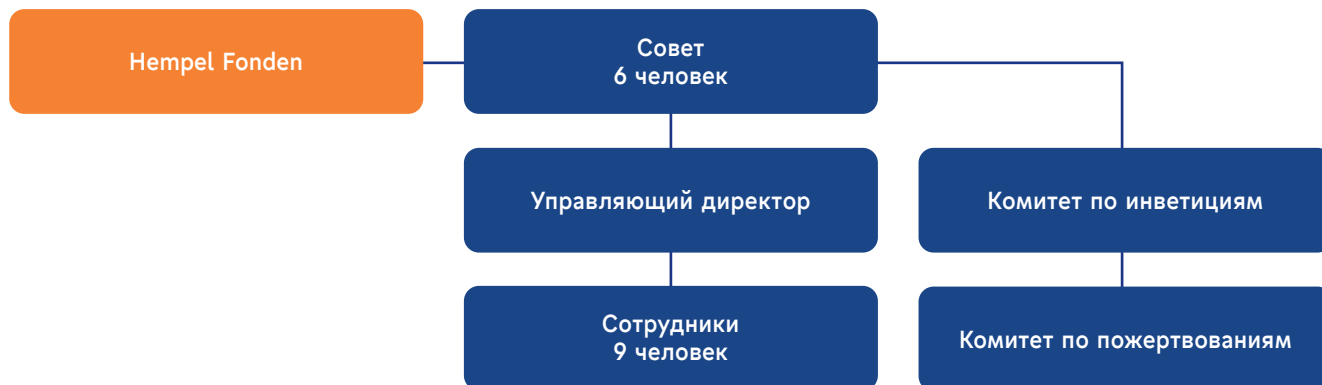 Hempel Fonden
Совет
6 человек
Управляющий директор
Комитет по инветициям
Сотрудники
9 человек
Комитет по пожертвованиям